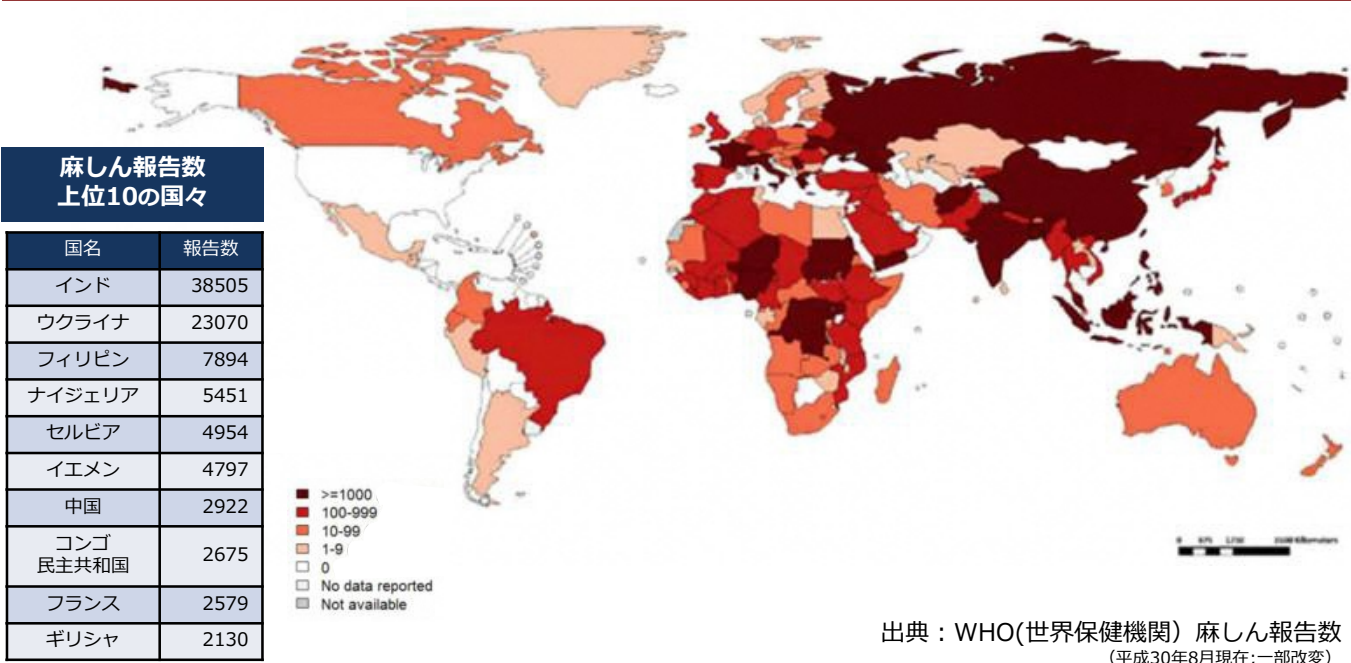 麻しん報告数
上位10の国々
国名 報告数
インド 38505
ウクライナ 23070
フィリピン 7894
ナイジェリア 5451
セルビア 4954
イエメン 4797
中国 2922
コンゴ
民主共和国 2675
フランス 2579
ギリシャ 2130
>=1000
100-999
10-99
1-9
0
No data reported
Not available
出典：WHO(世界保健機関）麻しん報告数
（平成30年8月現在:一部改変）